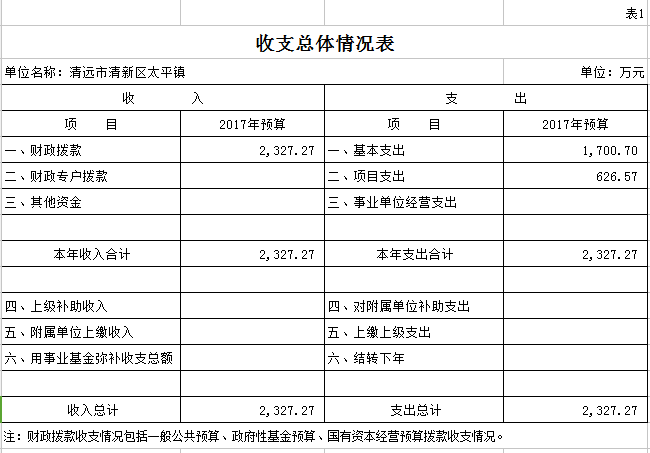 表1
收支总体情况表
单位名称：清远市清新区太平镇 单位：万元
收 入 支 出
项 目 2017年预算 项 目 2017年预算
一、财政拨款 2,327.27 一、基本支出 1,700.70
二、财政专户拨款 二、项目支出 626.57
三、其他资金 三、事业单位经营支出
本年收入合计 2,327.27 本年支出合计 2,327.27
四、上级补助收入 四、对附属单位补助支出
五、附属单位上缴收入 五、上缴上级支出
六、用事业基金弥补收支总额 六、结转下年
收入总计 2,327.27 支出总计 2,327.27
注：财政拨款收支情况包括一般公共预算、政府性基金预算、国有资本经营预算拨款收支情况。